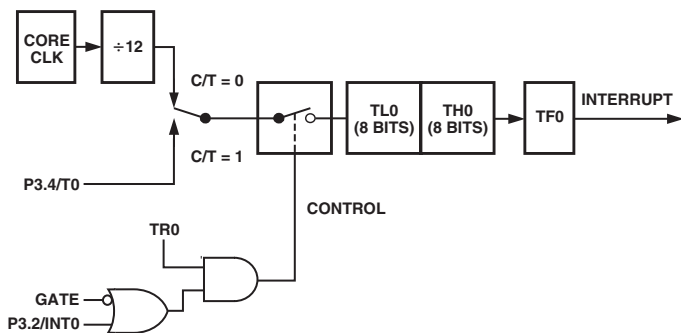 CORE
CLK
÷12
C/T = 0
TL0
(8 BITS)
TH0
(8 BITS)
TF0
INTERRUPT
C/T = 1
P3.4/T0
CONTROL
TR0
GATE
P3.2/INT0